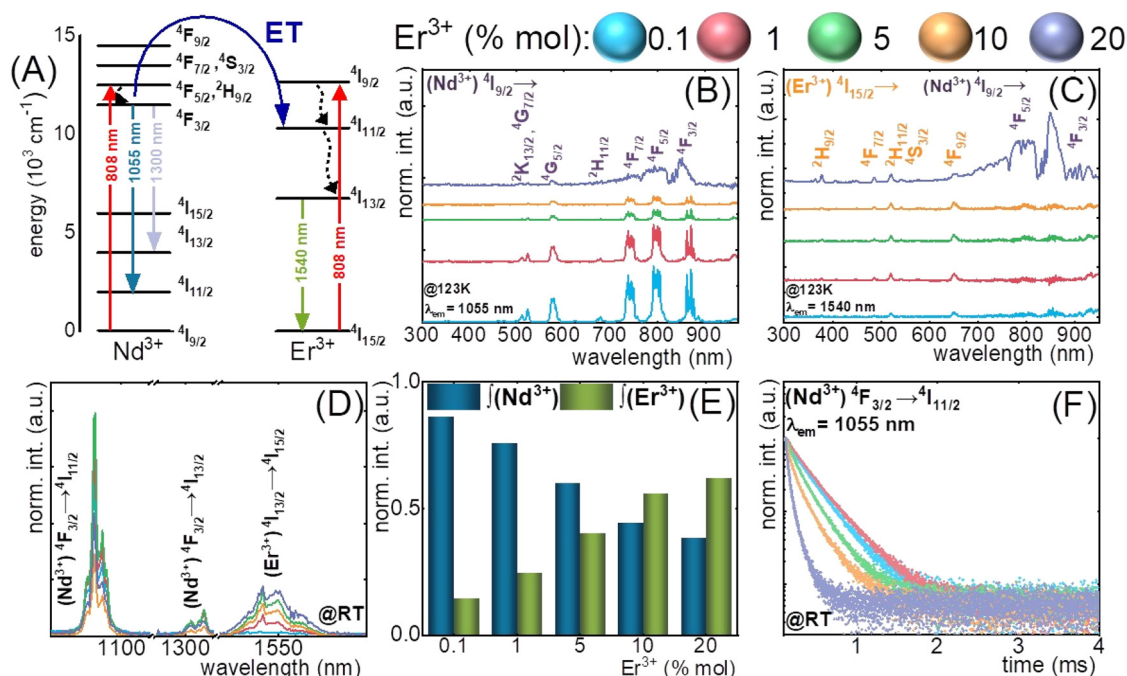 Er³⁺ (% mol): 0.1 1 5 10 20
(A)
ET
energy (10³ cm⁻¹)
15
10
5
0
⁴F₉/₂
⁴F₇/₂ ,⁴S₃/₂
⁴F₅/₂ ,²H₉/₂
⁴F₃/₂
⁴I₁₅/₂
⁴I₁₃/₂
⁴I₁₁/₂
⁴I₉/₂
808 nm
1055 nm
1300 nm
Nd³⁺
⁴I₉/₂
⁴I₁₁/₂
⁴I₁₃/₂
⁴I₁₅/₂
1540 nm
808 nm
Er³⁺
(B)
norm. int. (a.u.)
(Nd³⁺) ⁴I₉/₂↓
²K₁₃/₂ , ⁴G₇/₂
⁴G₅/₂
²H₁₁/₂
⁴F₇/₂
⁴F₅/₂
⁴F₃/₂
@123K
λem = 1055 nm
300 400 500 600 700 800 900
wavelength (nm)
(C)
norm. int. (a.u.)
(Er³⁺) ⁴I₁₅/₂→ (Nd³⁺) ⁴I₉/₂→
²H₉/₂
⁴F₇/₂
²H₁₁/₂
⁴S₃/₂
⁴F₉/₂
⁴F₅/₂
⁴F₃/₂
@123K
λem = 1540 nm
300 400 500 600 700 800 900
wavelength (nm)
(D)
norm. int. (a.u.)
(Nd³⁺) ⁴F₃/₂→⁴I₁₁/₂
(Nd³⁺) ⁴F₃/₂→⁴I₁₃/₂
(Er³⁺) ⁴I₁₃/₂→⁴I₁₅/₂
@RT
1100 1300 1550
wavelength (nm)
(E)
norm. int. (a.u.)
∫(Nd³⁺) ∫(Er³⁺)
1.0
0.5
0.0
0.1 1 5 10 20
Er³⁺ (% mol)
(F)
norm. int. (a.u.)
(Nd³⁺) ⁴F₃/₂→⁴I₁₁/₂
λem = 1055 nm
@RT
0 1 2 3 4
time (ms)